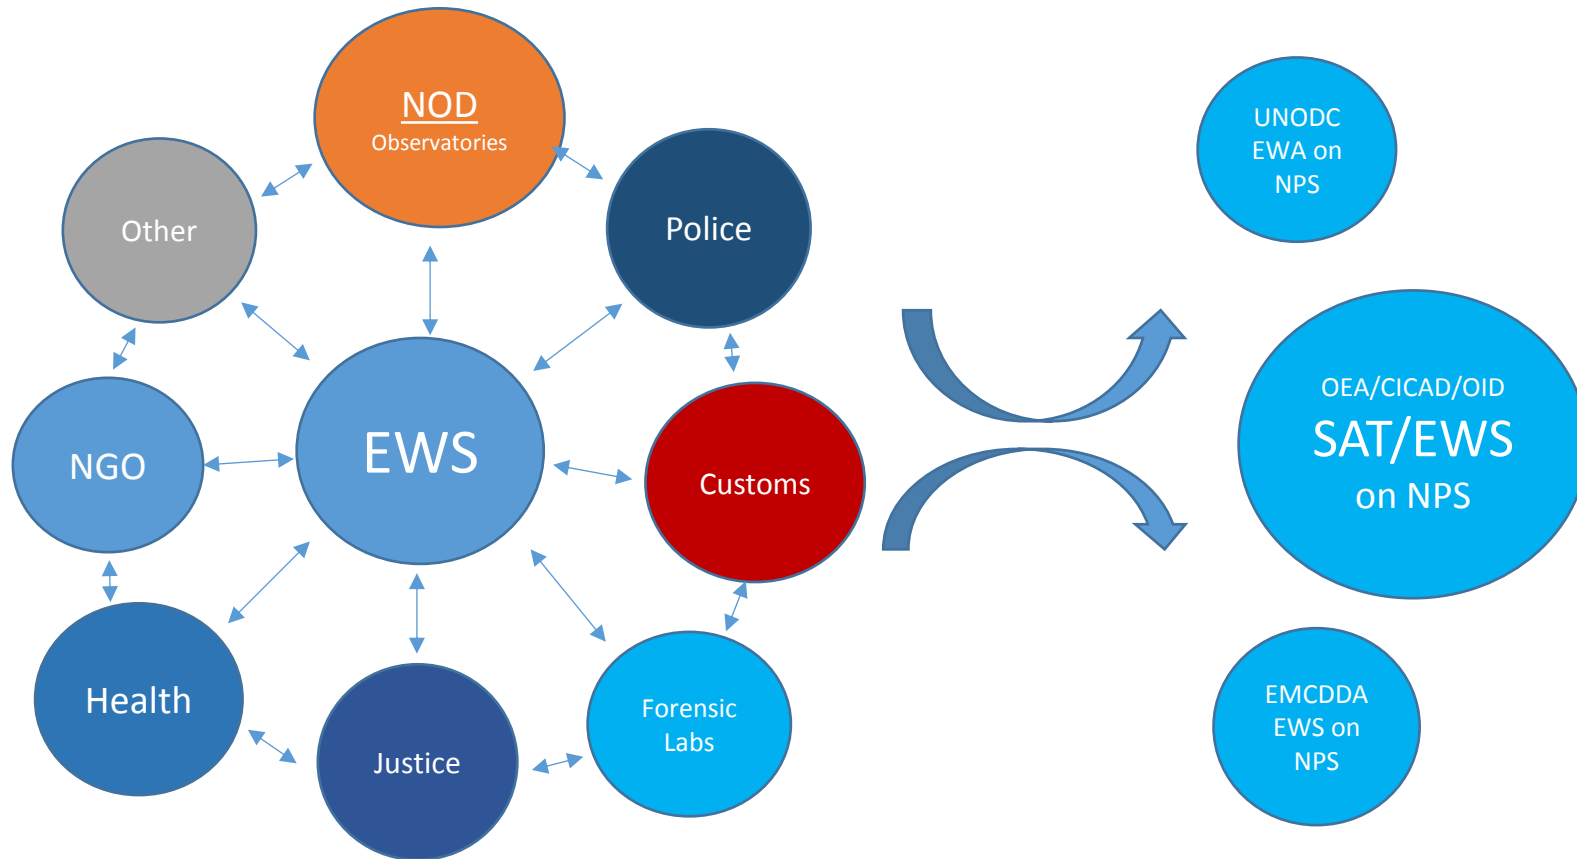 NOD
Observatories
Other
Police
EWS
NGO
Customs
Health
Justice
Forensic
Labs
UNODC
EWA on
NPS
OEA/CICAD/OID
SAT/EWS
on NPS
EMCDDA
EWS on
NPS